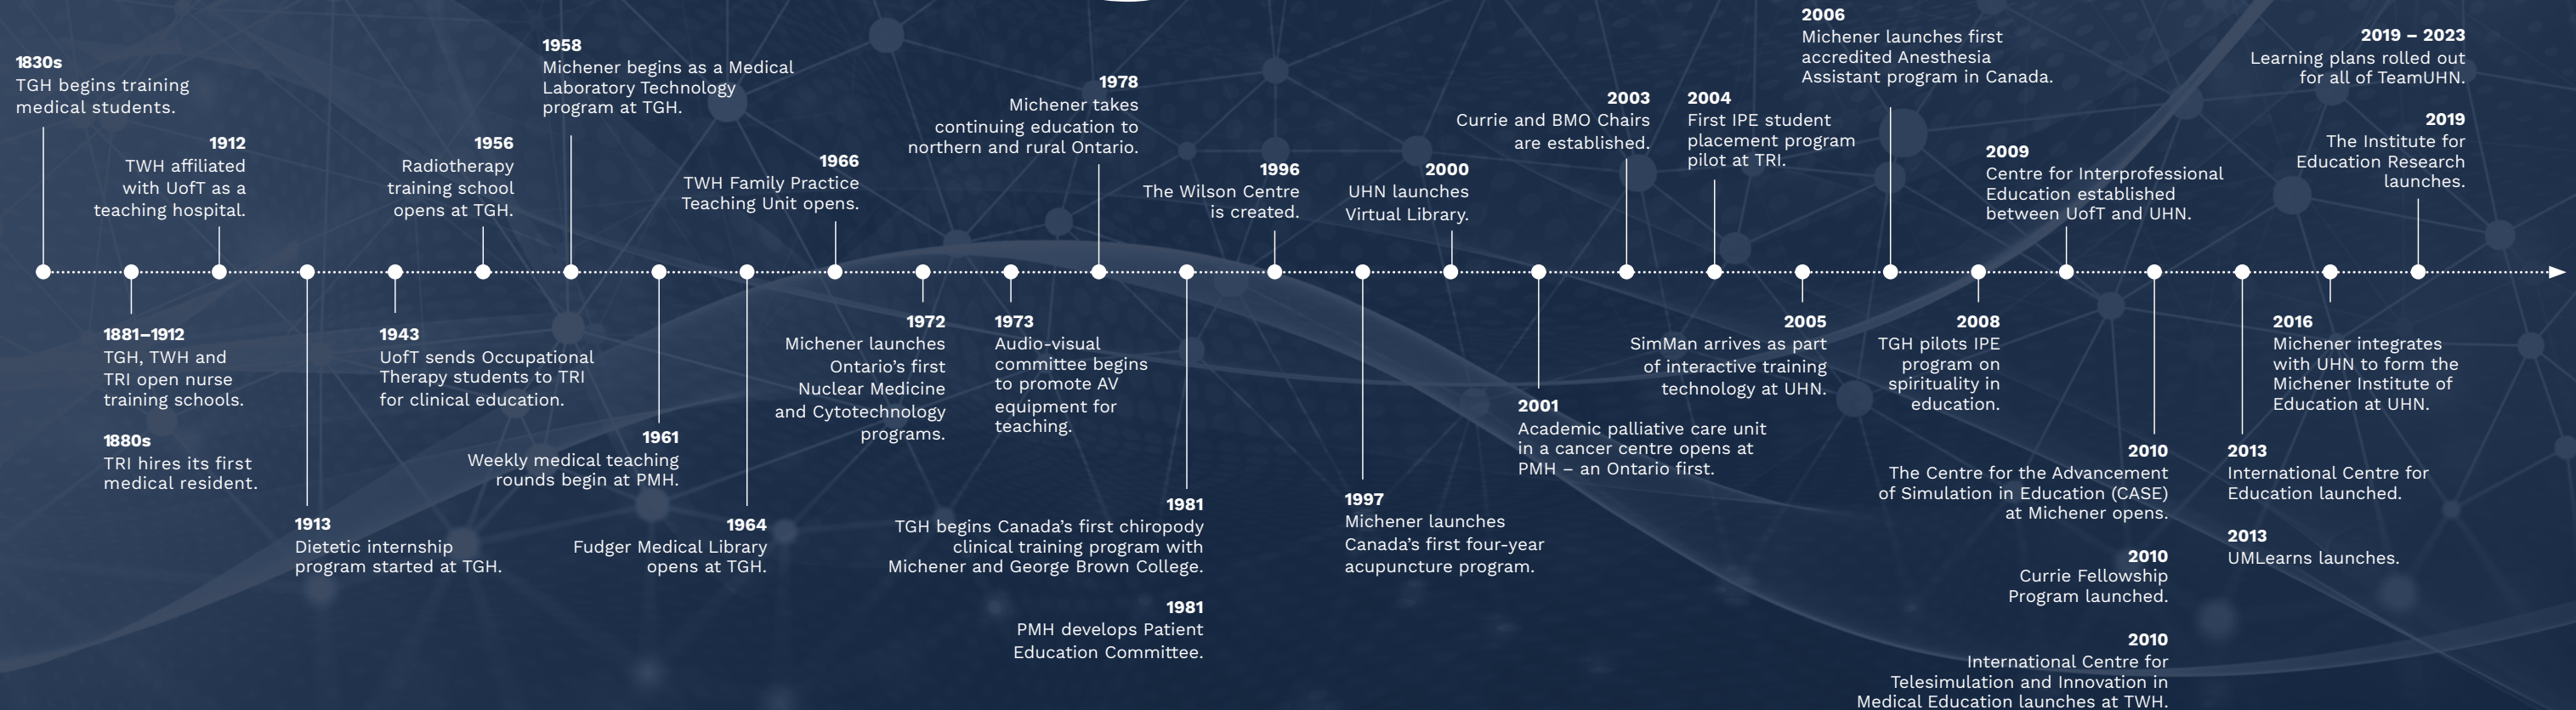 1830s
TGH begins training
medical students.
1881–1912
TGH, TWH and
TRI open nurse
training schools.
1880s
TRI hires its first
medical resident.
1912
TWH affiliated
with UofT as a
teaching hospital.
1913
Dietetic internship
program started at TGH.
1943
UofT sends Occupational
Therapy students to TRI
for clinical education.
1956
Radiotherapy
training school
opens at TGH.
1958
Michener begins as a Medical
Laboratory Technology
program at TGH.
1961
Weekly medical teaching
rounds begin at PMH.
1964
Fudger Medical Library
opens at TGH.
1966
TWH Family Practice
Teaching Unit opens.
1972
Michener launches
Ontario’s first
Nuclear Medicine
and Cytotechnology
programs.
1973
Audio-visual
committee begins
to promote AV
equipment for
teaching.
1978
Michener takes
continuing education to
northern and rural Ontario.
1981
TGH begins Canada’s first chiropody
clinical training program with
Michener and George Brown College.
1981
PMH develops Patient
Education Committee.
1996
The Wilson Centre
is created.
1997
Michener launches
Canada’s first four-year
acupuncture program.
2000
UHN launches
Virtual Library.
2001
Academic palliative care unit
in a cancer centre opens at
PMH – an Ontario first.
2003
Currie and BMO Chairs
are established.
2004
First IPE student
placement program
pilot at TRI.
2005
SimMan arrives as part
of interactive training
technology at UHN.
2006
Michener launches first
accredited Anesthesia
Assistant program in Canada.
2008
TGH pilots IPE
program on
spirituality in
education.
2009
Centre for Interprofessional
Education established
between UofT and UHN.
2010
The Centre for the Advancement
of Simulation in Education (CASE)
at Michener opens.
2010
Currie Fellowship
Program launched.
2010
International Centre for
Telesimulation and Innovation in
Medical Education launches at TWH.
2013
International Centre for
Education launched.
2013
UMLearns launches.
2016
Michener integrates
with UHN to form the
Michener Institute of
Education at UHN.
2019 – 2023
Learning plans rolled out
for all of TeamUHN.
2019
The Institute for
Education Research
launches.